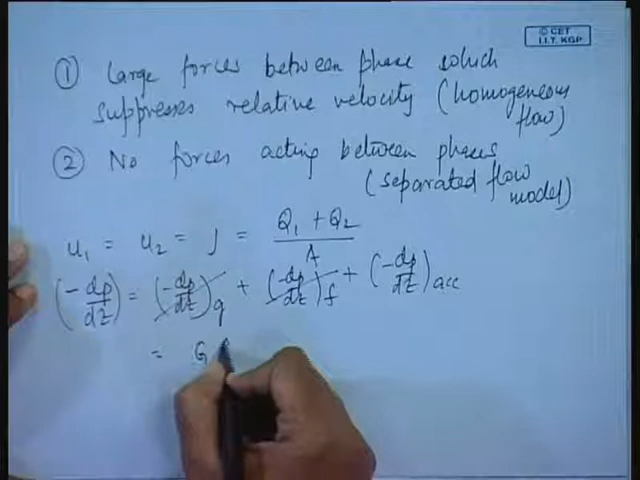 © CET
I.I.T. KGP
① Large forces between phase which
suppresses relative velocity (homogeneous
flow)
② No forces acting between phases
(separated flow
model)
u₁ = u₂ = j = (Q₁ + Q₂)/A
(-dp/dz) = (-dp/dz)g + (-dp/dz)f + (-dp/dz)acc
= G